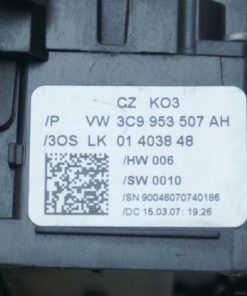 CZ KO3
/P VW 3C9 953 507 AH
/3OS LK 01 4038 48
/HW 006
/SW 0010
/SN 90046070740186
/DC 15.03.07: 19.26